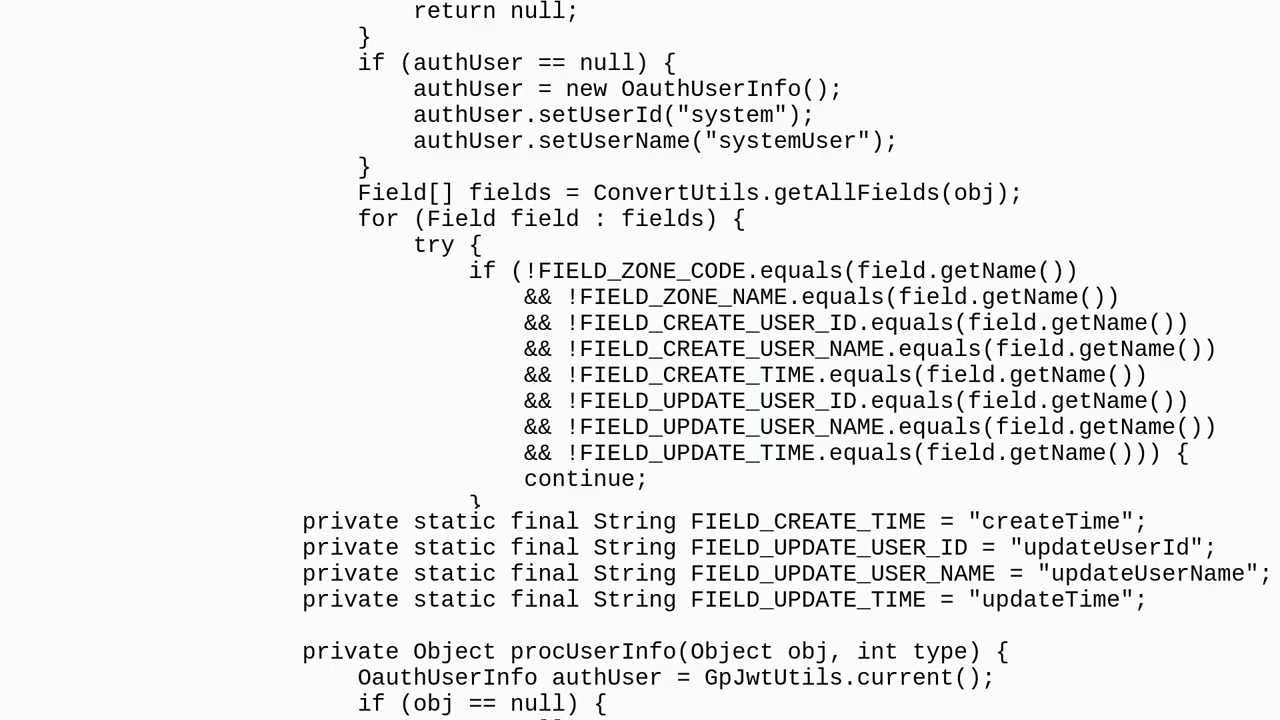 return null;
}
if (authUser == null) {
authUser = new OauthUserInfo();
authUser.setUserId("system");
authUser.setUserName("systemUser");
}
Field[] fields = ConvertUtils.getAllFields(obj);
for (Field field : fields) {
try {
if (!FIELD_ZONE_CODE.equals(field.getName())
&& !FIELD_ZONE_NAME.equals(field.getName())
&& !FIELD_CREATE_USER_ID.equals(field.getName())
&& !FIELD_CREATE_USER_NAME.equals(field.getName())
&& !FIELD_CREATE_TIME.equals(field.getName())
&& !FIELD_UPDATE_USER_ID.equals(field.getName())
&& !FIELD_UPDATE_USER_NAME.equals(field.getName())
&& !FIELD_UPDATE_TIME.equals(field.getName())) {
continue;
}
private static final String FIELD_CREATE_TIME = "createTime";
private static final String FIELD_UPDATE_USER_ID = "updateUserId";
private static final String FIELD_UPDATE_USER_NAME = "updateUserName";
private static final String FIELD_UPDATE_TIME = "updateTime";
private Object procUserInfo(Object obj, int type) {
OauthUserInfo authUser = GpJwtUtils.current();
if (obj == null) {